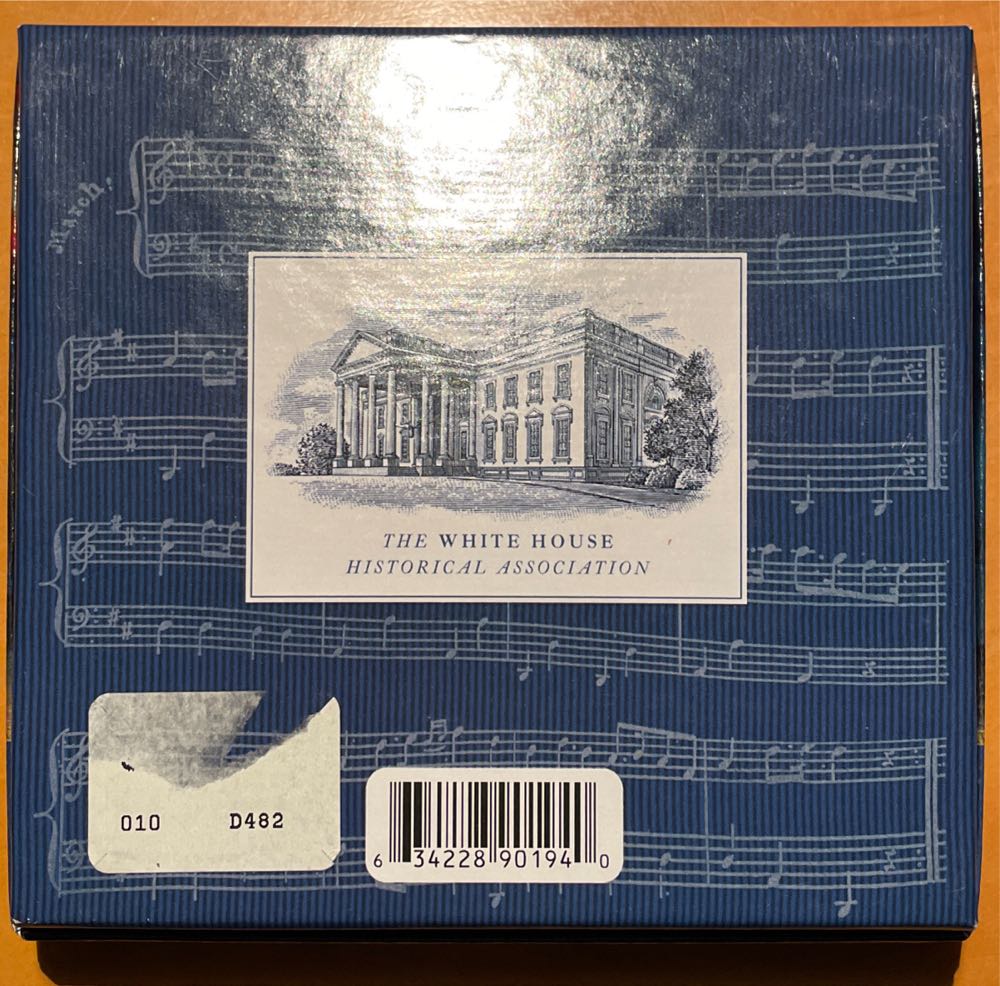 March.
THE WHITE HOUSE
HISTORICAL ASSOCIATION
010 D482
6 34228 90194 0